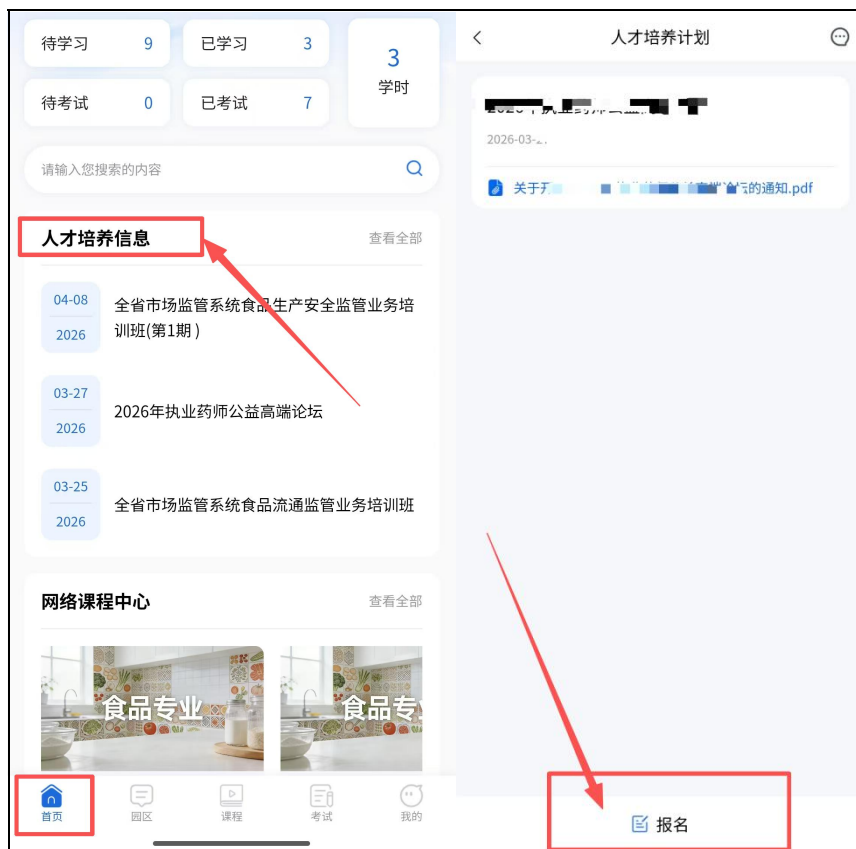 待学习 9
已学习 3
3
学时
待考试 0
已考试 7
请输入您搜索的内容
人才培养信息
查看全部
04-08
2026
全省市场监管系统食品生产安全监管业务培
训班(第1期)
03-27
2026
2026年执业药师公益高端论坛
03-25
2026
全省市场监管系统食品流通监管业务培训班
网络课程中心
查看全部
食品专业
食品专
首页
园区
课程
考试
我的
人才培养计划
2026-03-2
关于开
的通知.pdf
报名